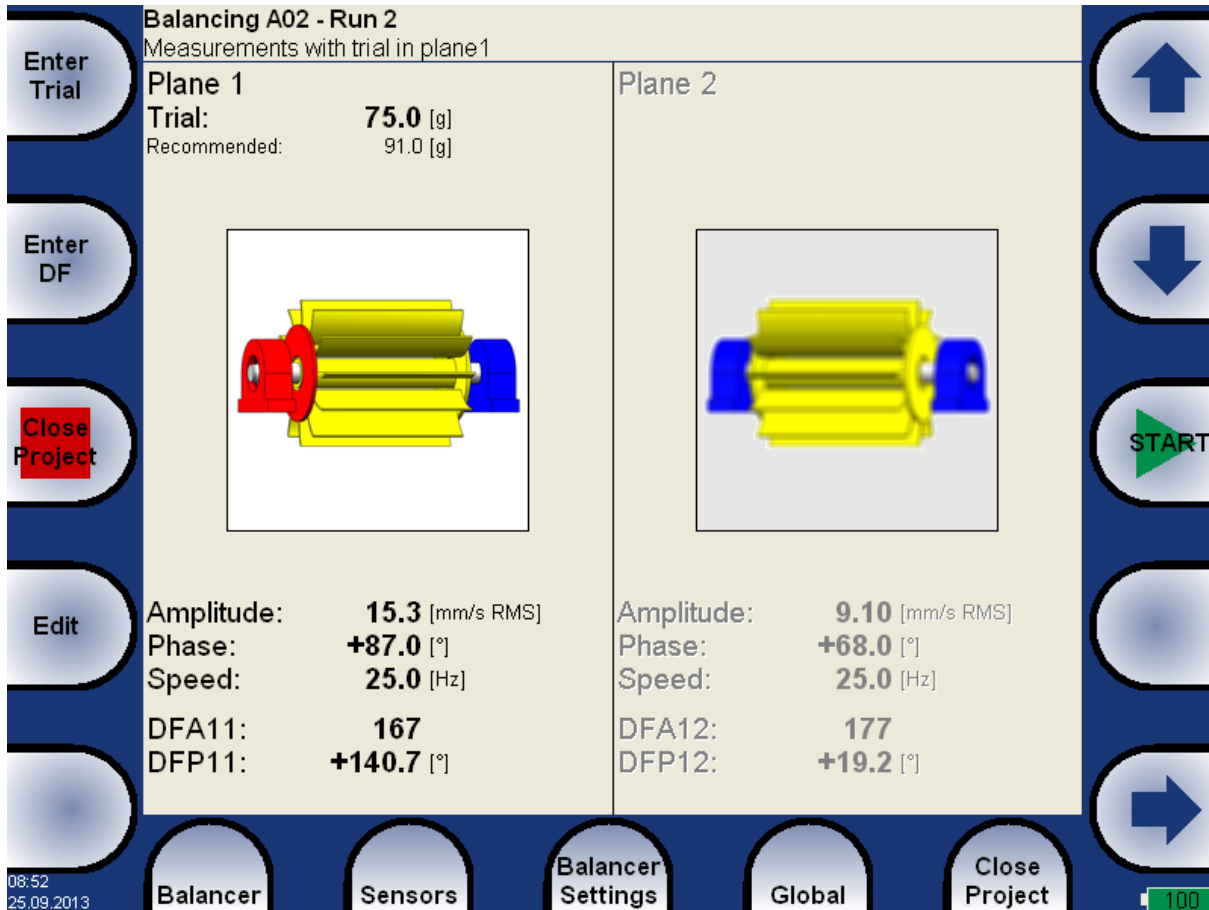 Balancing A02 - Run 2
Measurements with trial in plane1
Enter
Trial
Enter
DF
Close
Project
Edit
Plane 1
Trial: 75.0 [g]
Recommended: 91.0 [g]
Amplitude: 15.3 [mm/s RMS]
Phase: +87.0 [°]
Speed: 25.0 [Hz]
DFA11: 167
DFP11: +140.7 [°]
Plane 2
Amplitude: 9.10 [mm/s RMS]
Phase: +68.0 [°]
Speed: 25.0 [Hz]
DFA12: 177
DFP12: +19.2 [°]
START
08:52
25.09.2013
Balancer
Sensors
Balancer
Settings
Global
Close
Project
100